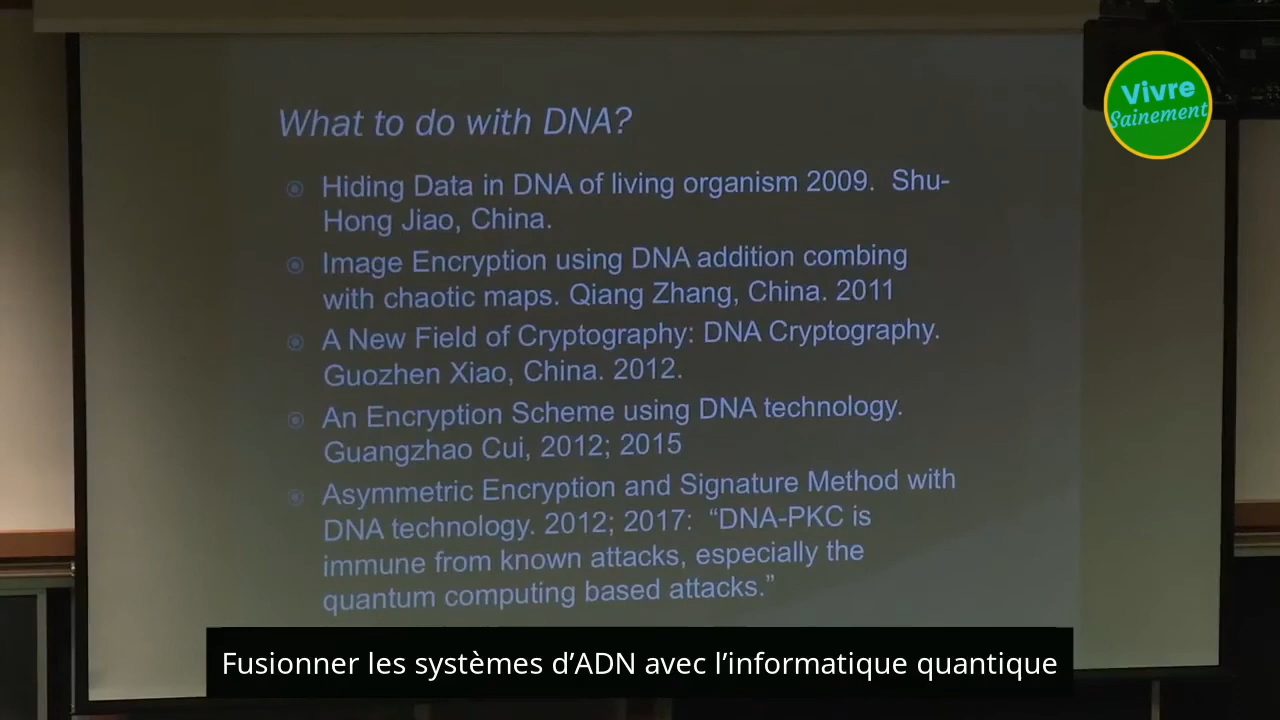 Vivre
Sainement
What to do with DNA?
Hiding Data in DNA of living organism 2009. Shu-
Hong Jiao, China.
Image Encryption using DNA addition combing
with chaotic maps. Qiang Zhang, China. 2011
A New Field of Cryptography: DNA Cryptography.
Guozhen Xiao, China. 2012.
An Encryption Scheme using DNA technology.
Guangzhao Cui, 2012; 2015
Asymmetric Encryption and Signature Method with
DNA technology. 2012; 2017: “DNA-PKC is
immune from known attacks, especially the
quantum computing based attacks.”
Fusionner les systèmes d’ADN avec l’informatique quantique